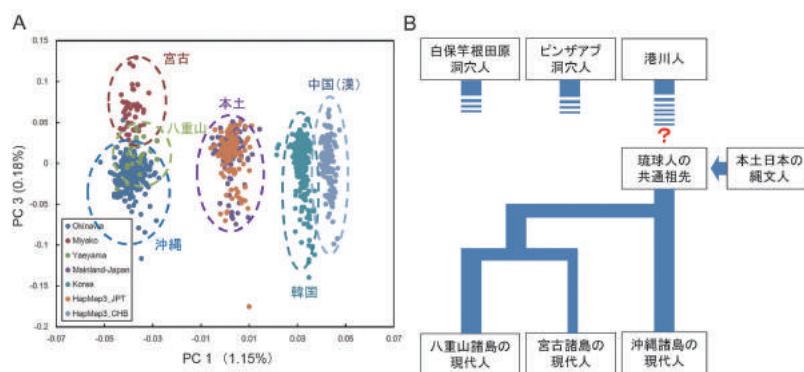 A
B
0.15
0.1
0.05
0
-0.05
-0.1
-0.15
-0.2
PC 3 (0.18%)
-0.07
-0.05
-0.03
-0.01
0.01
0.03
0.05
0.07
PC 1 (1.15%)
宮古
八重山
沖縄
本土
韓国
中国(漢)
Okinawa
Miyako
Yaeyama
Mainland-Japan
Korea
HapMap3_JPT
HapMap3_CHB
白保竿根田原
洞穴人
ピンザアブ
洞穴人
港川人
?
琉球人の
共通祖先
本土日本の
縄文人
八重山諸島の
現代人
宮古諸島の
現代人
沖縄諸島の
現代人